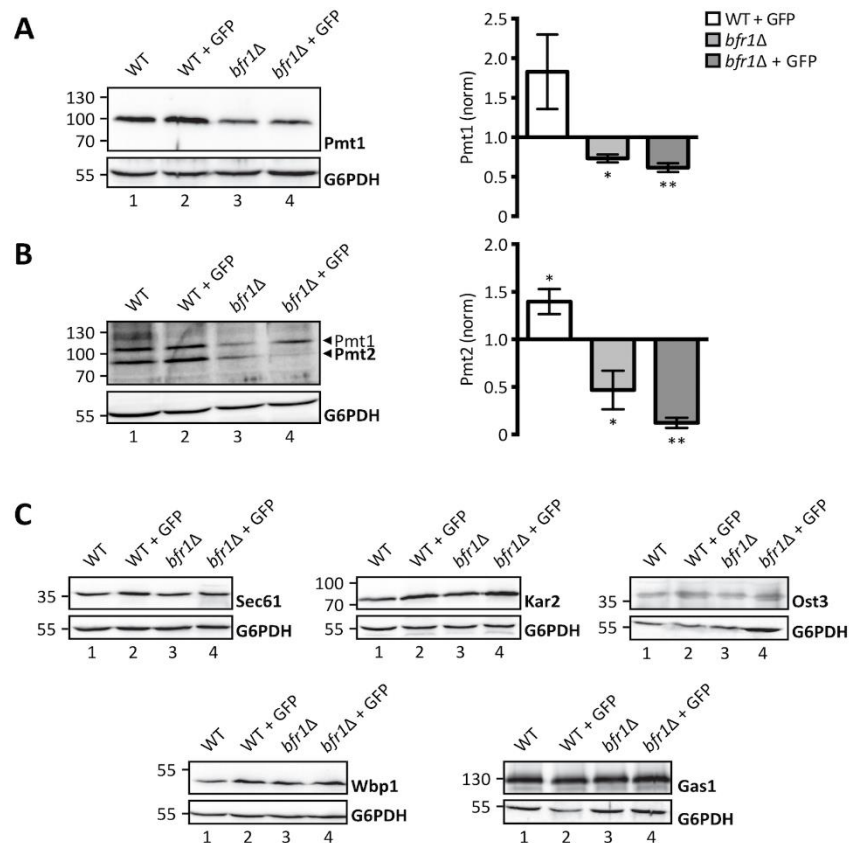 A
WT
WT + GFP
bfr1Δ
bfr1Δ + GFP
130
100
70
Pmt1
55
G6PDH
1 2 3 4
Pmt1 (norm)
2.5
2.0
1.5
1.0
0.5
0
*
**
WT + GFP
bfr1Δ
bfr1Δ + GFP
B
WT
WT + GFP
bfr1Δ
bfr1Δ + GFP
130
100
70
Pmt1
Pmt2
55
G6PDH
1 2 3 4
Pmt2 (norm)
2.0
1.5
1.0
0.5
0
*
*
**
C
WT
WT + GFP
bfr1Δ
bfr1Δ + GFP
35
Sec61
55
G6PDH
1 2 3 4
WT
WT + GFP
bfr1Δ
bfr1Δ + GFP
100
70
Kar2
55
G6PDH
1 2 3 4
WT
WT + GFP
bfr1Δ
bfr1Δ + GFP
35
Ost3
55
G6PDH
1 2 3 4
WT
WT + GFP
bfr1Δ
bfr1Δ + GFP
55
Wbp1
55
G6PDH
1 2 3 4
WT
WT + GFP
bfr1Δ
bfr1Δ + GFP
130
Gas1
55
G6PDH
1 2 3 4